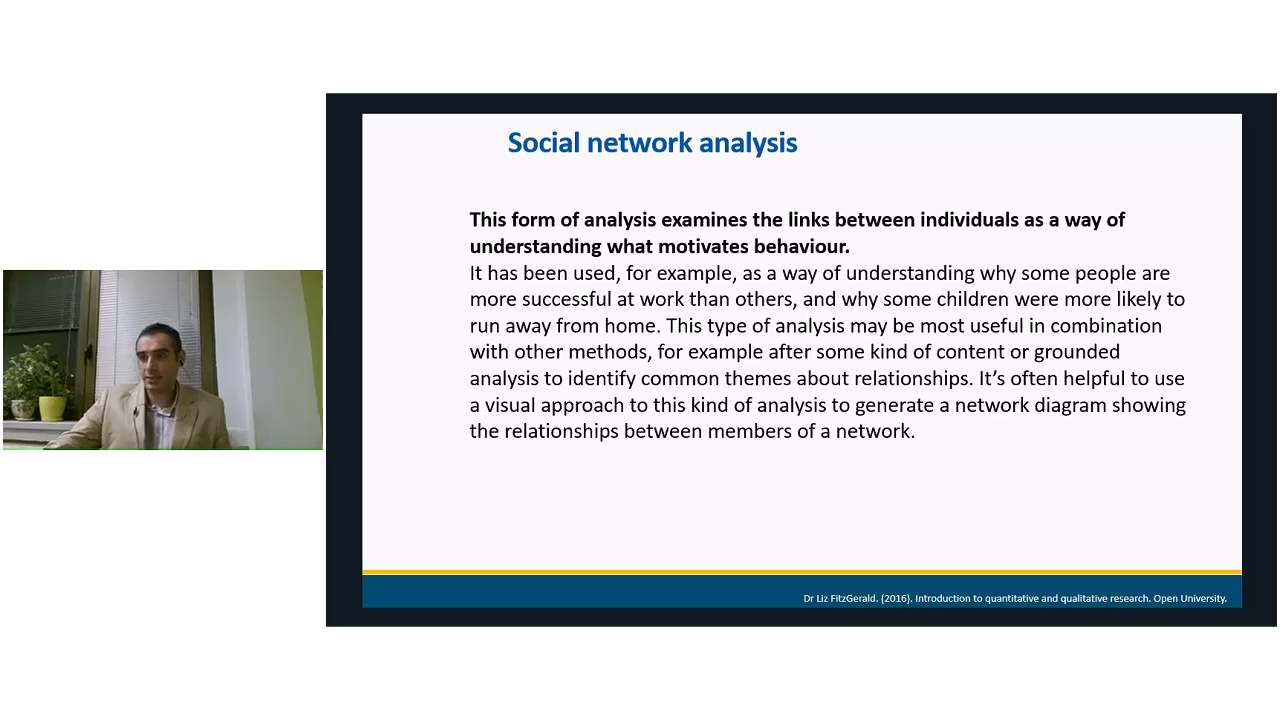 Social network analysis
This form of analysis examines the links between individuals as a way of
understanding what motivates behaviour.
It has been used, for example, as a way of understanding why some people are
more successful at work than others, and why some children were more likely to
run away from home. This type of analysis may be most useful in combination
with other methods, for example after some kind of content or grounded
analysis to identify common themes about relationships. It’s often helpful to use
a visual approach to this kind of analysis to generate a network diagram showing
the relationships between members of a network.
Dr Liz FitzGerald. (2016). Introduction to quantitative and qualitative research. Open University.